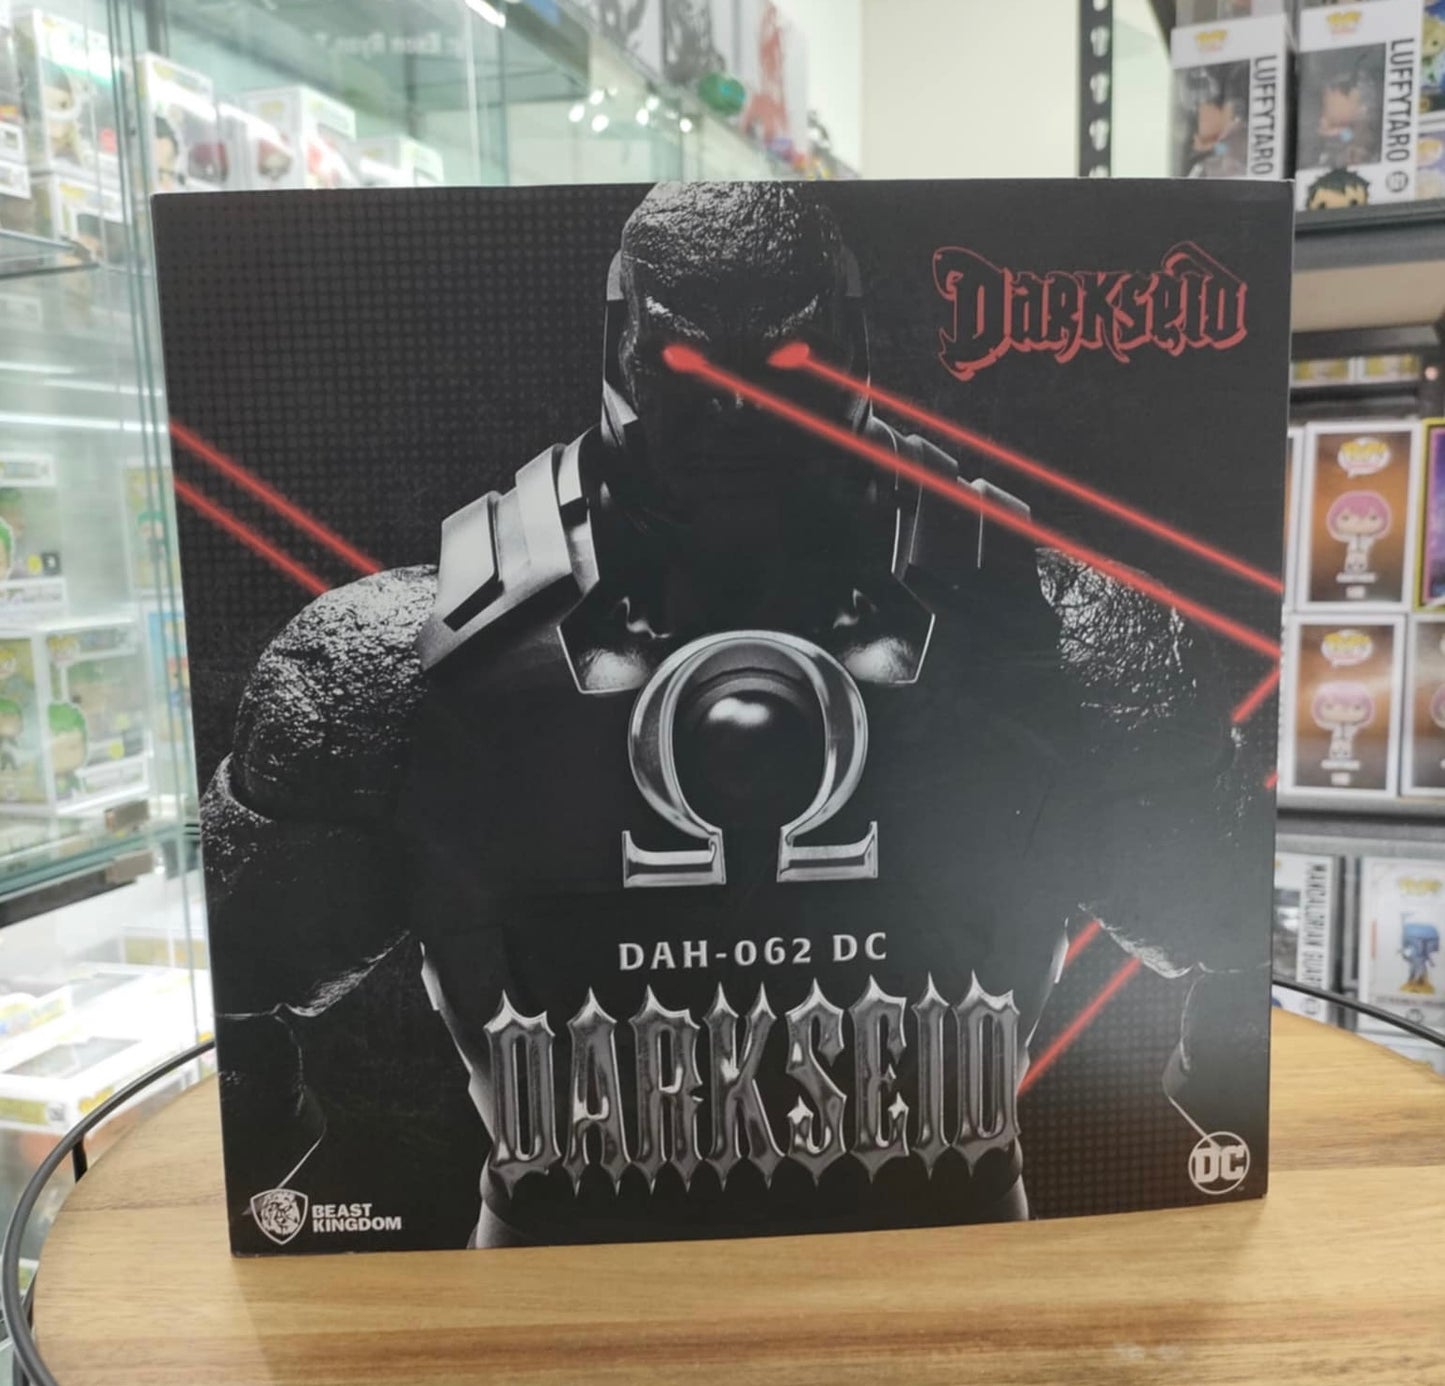 LUFFYTARO
LUFFYTARO
DARKSEID
Ω
DAH-062 DC
DARKSEID
BEAST
KINGDOM
DC